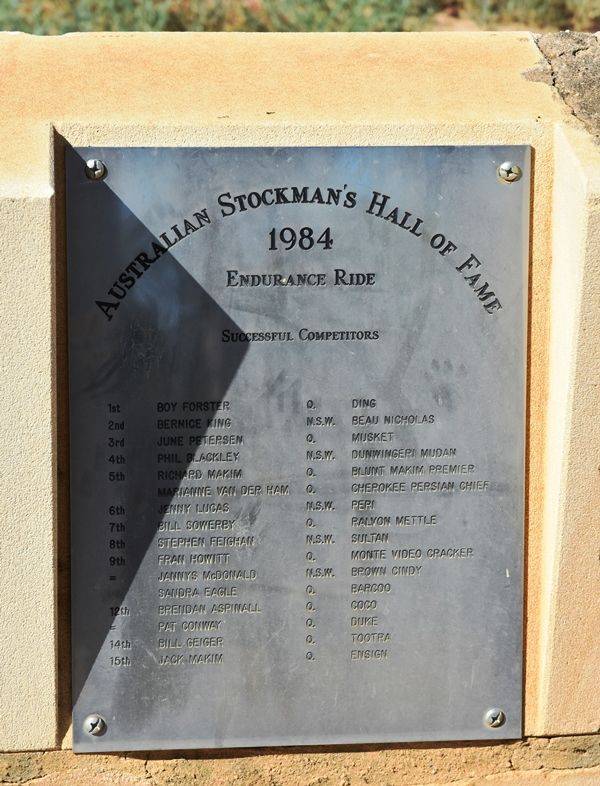 AUSTRALIAN STOCKMAN'S HALL OF FAME
1984
ENDURANCE RIDE
SUCCESSFUL COMPETITORS
1st BOY FORSTER Q. DING
2nd BERNICE KING N.S.W. BEAU NICHOLAS
3rd JUNE PETERSEN Q. MUSKET
4th PHIL BLACKLEY N.S.W. DUNWINGERI MUDAN
5th RICHARD MAKIM Q. BLUNT MAKIM PREMIER
MARIANNE VAN DER HAM Q. CHEROKEE PERSIAN CHIEF
6th JENNY LUGAS N.S.W. PERI
7th BILL SOWERBY Q. RALVON METTLE
8th STEPHEN FEIGHAN N.S.W. SULTAN
9th FRAN HOWITT Q. MONTE VIDEO CRACKER
= JANNYS McDONALD N.S.W. BROWN CINDY
SANDRA EAGLE Q. BARCOO
12th BRENDAN ASPINALL Q. COCO
= PAT CONWAY Q. DUKE
14th BILL GEIGER Q. TOOTRA
15th JACK MAKIM Q. ENSIGN